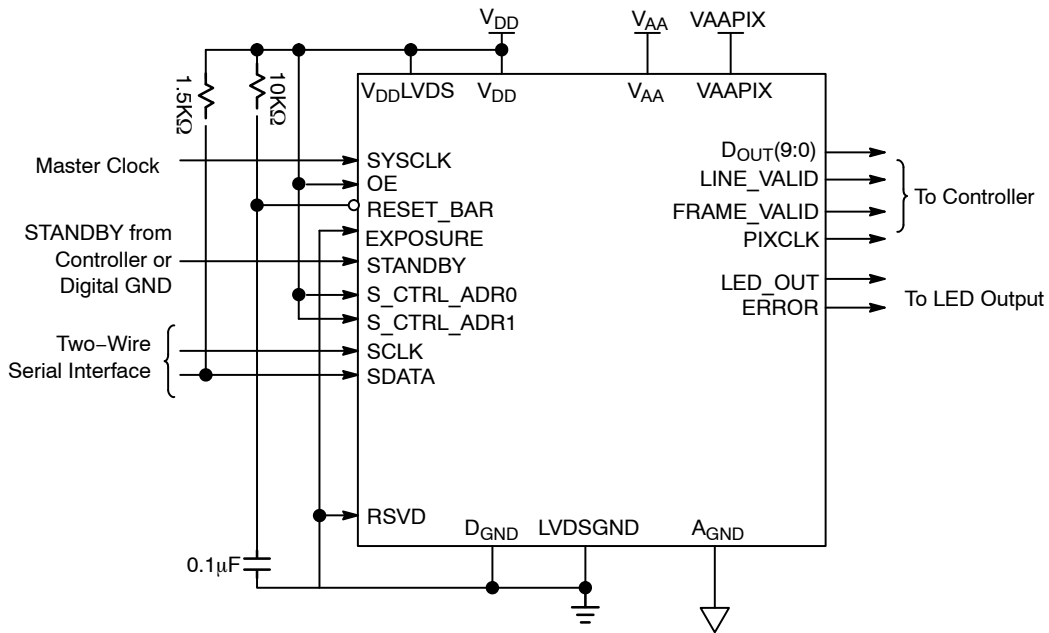 V_DD
V_AA
VAAPIX
1.5KΩ
10KΩ
V_DDLVDS
V_DD
V_AA
VAAPIX
Master Clock
STANDBY from
Controller or
Digital GND
Two−Wire
Serial Interface
SYSCLK
OE
RESET_BAR
EXPOSURE
STANDBY
S_CTRL_ADR0
S_CTRL_ADR1
SCLK
SDATA
RSVD
D_OUT(9:0)
LINE_VALID
FRAME_VALID
PIXCLK
LED_OUT
ERROR
To Controller
To LED Output
D_GND
LVDSGND
A_GND
0.1μF